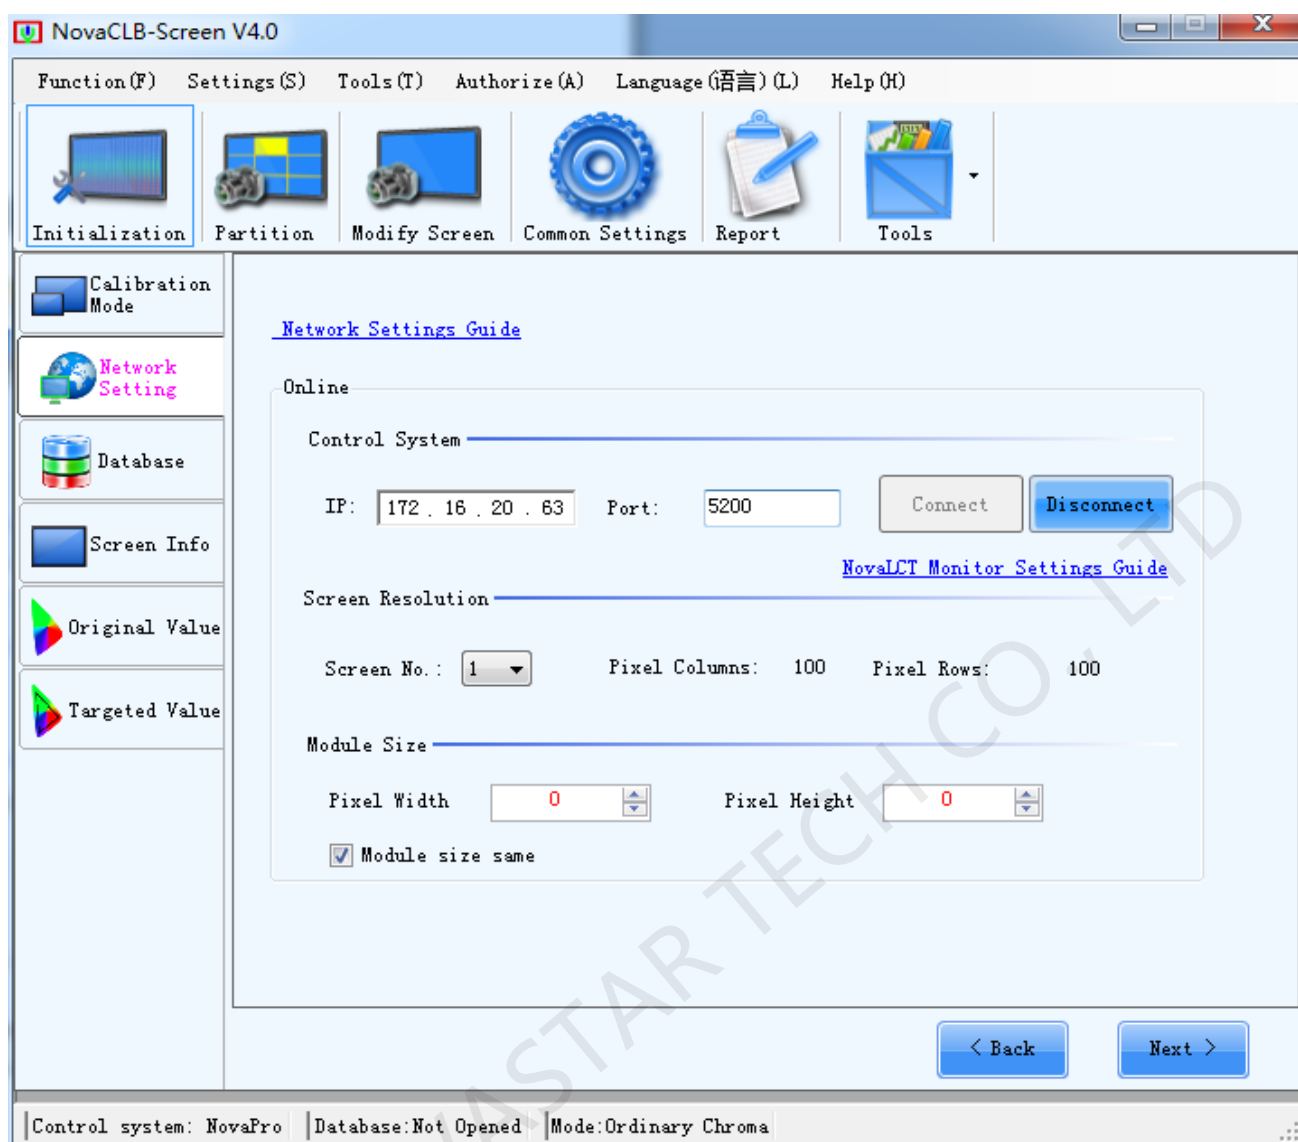 NovaCLB-Screen V4.0
Function(F) Settings(S) Tools(T) Authorize(A) Language(语言)(L) Help(H)
Initialization Partition Modify Screen Common Settings Report Tools
Calibration
Mode
Network
Setting
Database
Screen Info
Original Value
Targeted Value
Network Settings Guide
Online
Control System
IP: 172 . 16 . 20 . 63 Port: 5200 Connect Disconnect
NovaLCT Monitor Settings Guide
Screen Resolution
Screen No.: 1 Pixel Columns: 100 Pixel Rows: 100
Module Size
Pixel Width 0 Pixel Height 0
Module size same
< Back Next >
Control system: NovaPro Database:Not Opened Mode:Ordinary Chroma
VASTAR TECH CO., LTD